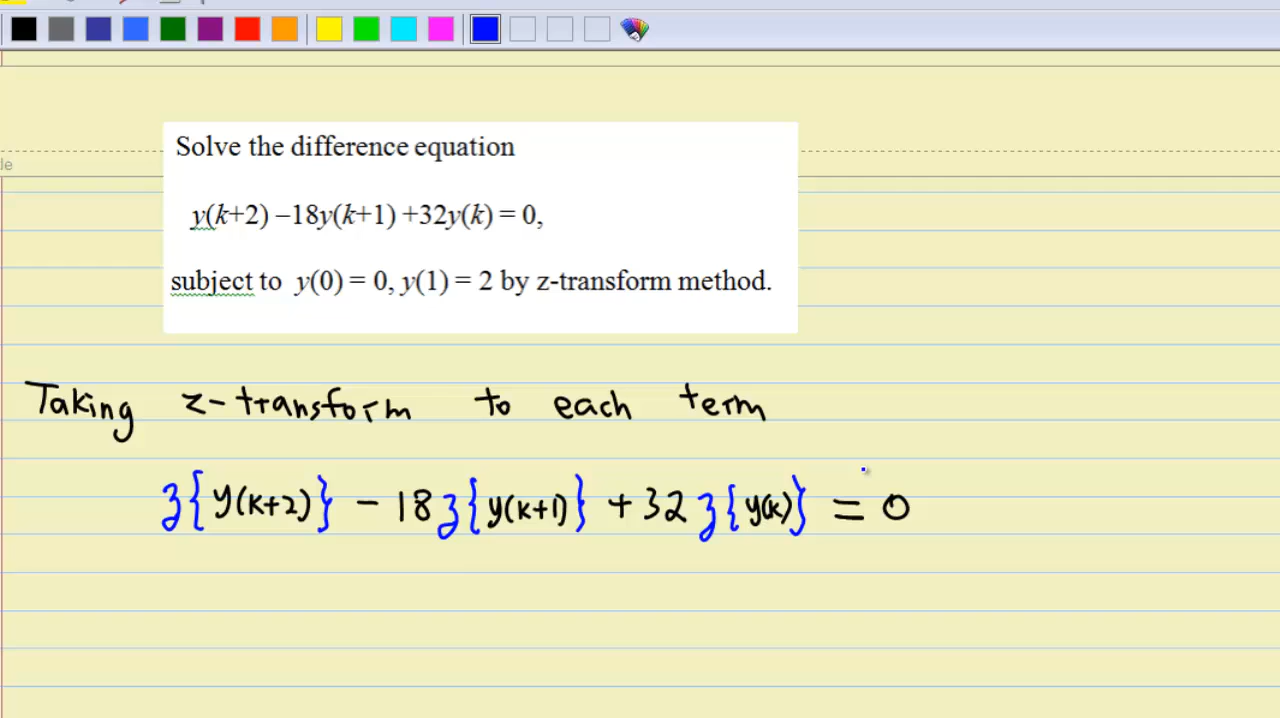 Solve the difference equation
y(k+2) –18y(k+1) +32y(k) = 0,
le
subject to y(0) = 0, y(1) = 2 by z-transform method.
Taking z-transform to each term
z{y(k+2)} - 18z{y(k+1)} + 32z{y(k)} = 0